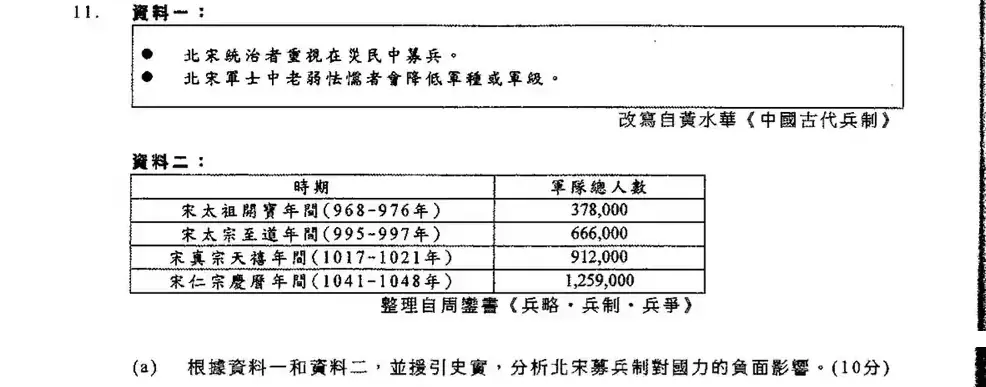 11. 資料一：
● 北宋統治者重視在災民中募兵。
● 北宋軍士中老弱怯懦者會降低軍種或軍級。
改寫自黃水華《中國古代兵制》
資料二：
時期 軍隊總人數
宋太祖開寶年間(968-976年) 378,000
宋太宗至道年間(995-997年) 666,000
宋真宗天禧年間(1017-1021年) 912,000
宋仁宗慶曆年間(1041-1048年) 1,259,000
整理自周鑾書《兵略·兵制·兵爭》
(a) 根據資料一和資料二，並援引史實，分析北宋募兵制對國力的負面影響。(10分)